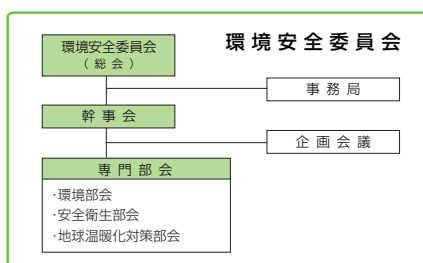 環境安全委員会
環境安全委員会
（総会）
事務局
幹事会
企画会議
専門部会
･環境部会
･安全衛生部会
･地球温暖化対策部会